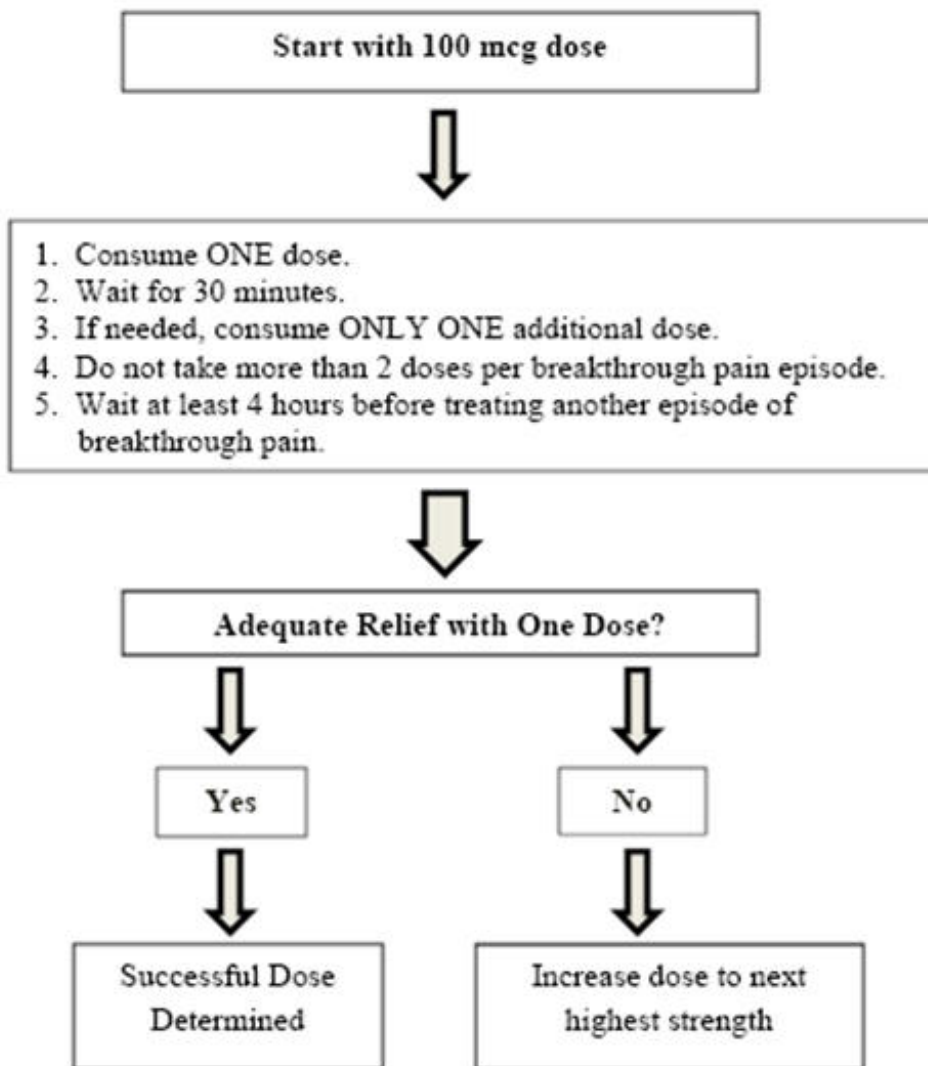 Start with 100 mcg dose
1. Consume ONE dose.
2. Wait for 30 minutes.
3. If needed, consume ONLY ONE additional dose.
4. Do not take more than 2 doses per breakthrough pain episode.
5. Wait at least 4 hours before treating another episode of
breakthrough pain.
Adequate Relief with One Dose?
Yes
No
Successful Dose
Determined
Increase dose to next
highest strength